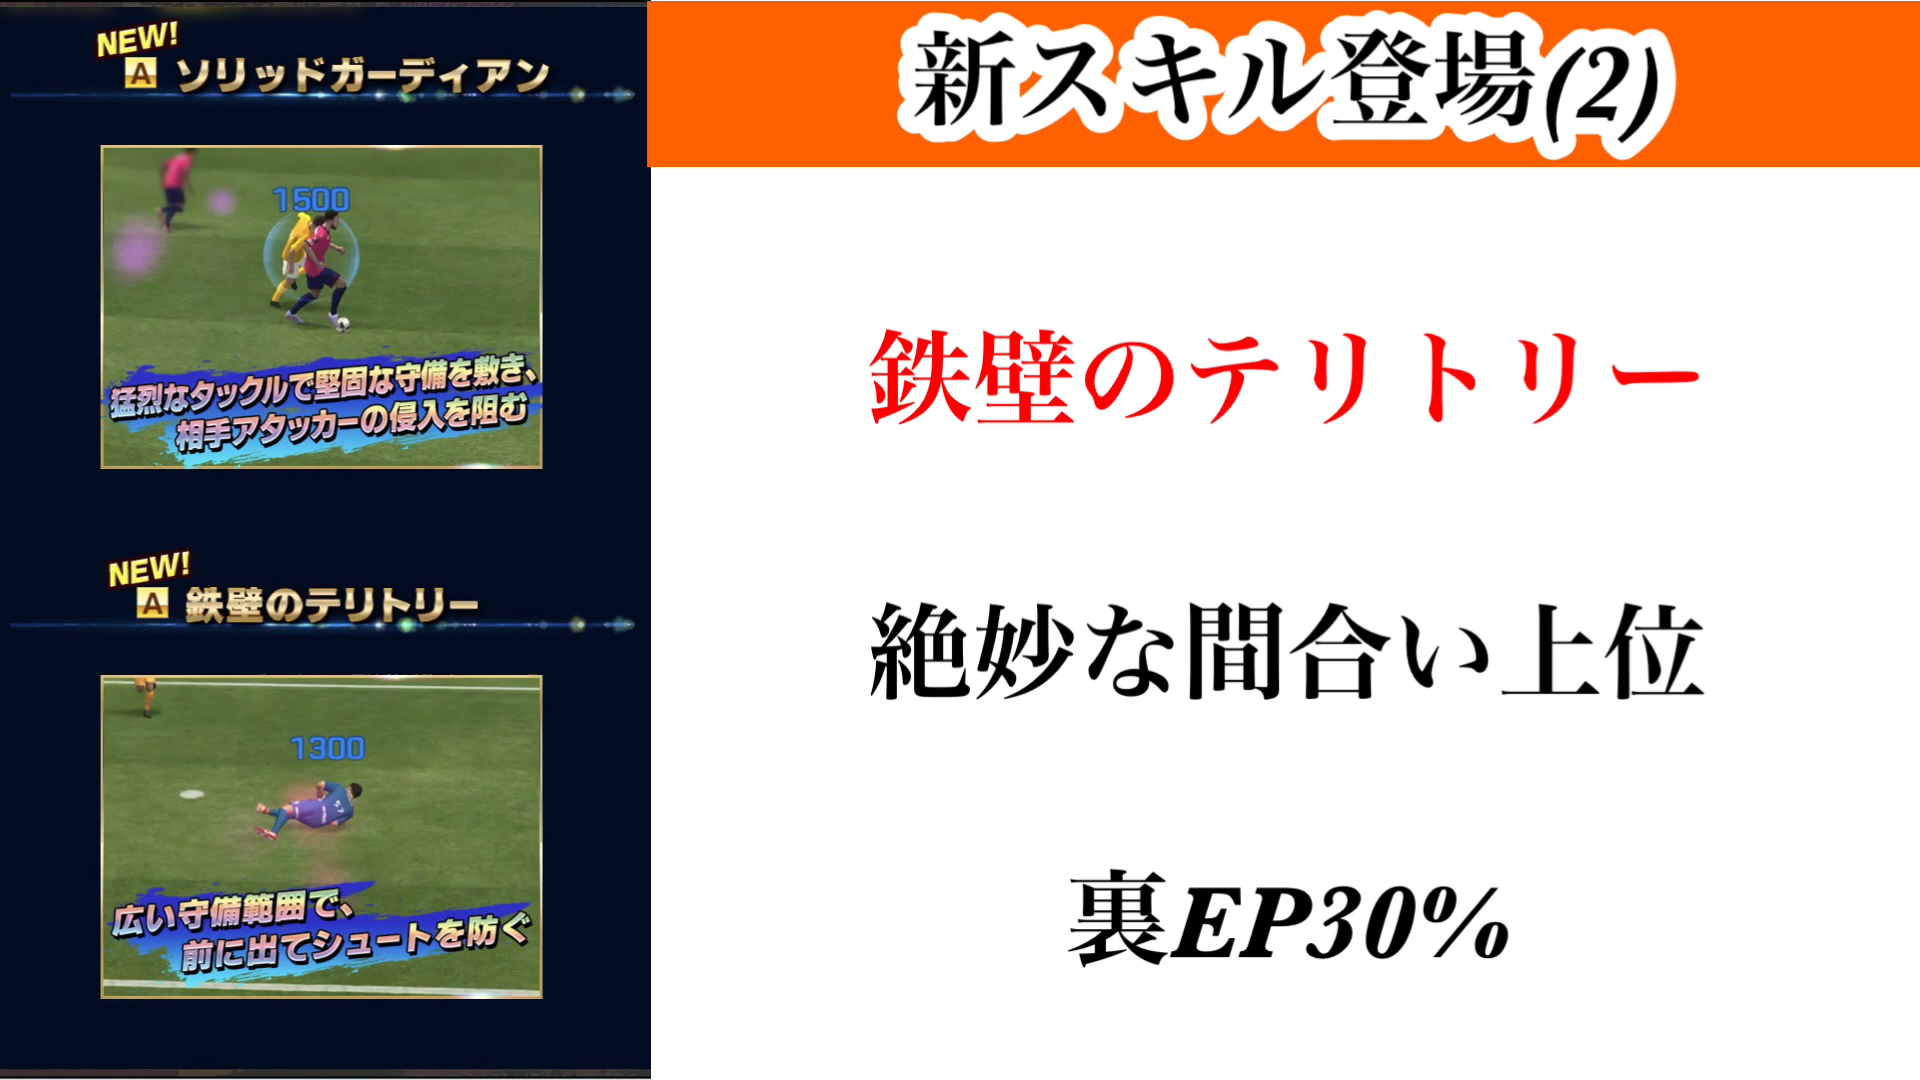 NEW!
A ソリッドガーディアン
1500
猛烈なタックルで堅固な守備を敷き、
相手アタッカーの侵入を阻む
NEW!
A 鉄壁のテリトリー
1300
広い守備範囲で、
前に出てシュートを防ぐ
新スキル登場(2)
鉄壁のテリトリー
絶妙な間合い上位
裏EP30%